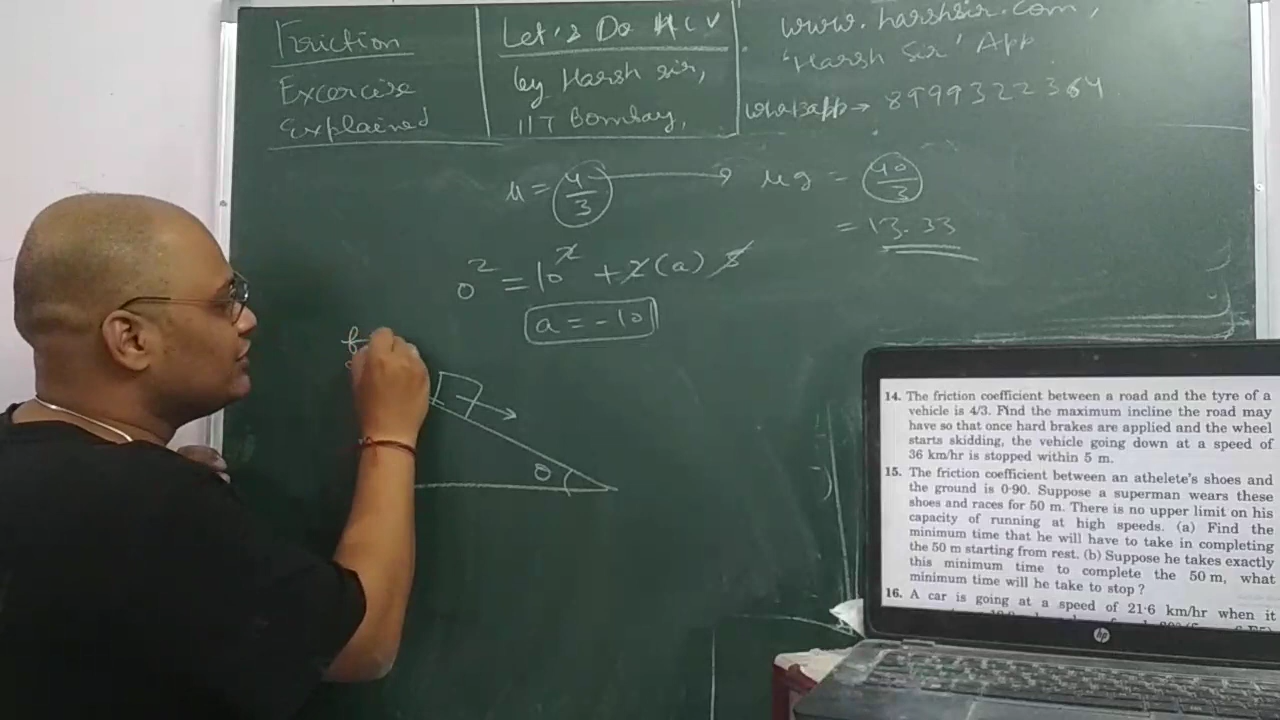 Friction
Excercise
Explained
Let's Do HCV
by Harsh sir,
IIT Bombay,
www.harshsir.com,
'Harsh Sir' App
whatsapp → 8999322364
μ = 4/3 → μg = 40/3
= 13.33
0² = 10² + 2(a) 5
a = -10
f
θ
14. The friction coefficient between a road and the tyre of a
vehicle is 4/3. Find the maximum incline the road may
have so that once hard brakes are applied and the wheel
starts skidding, the vehicle going down at a speed of
36 km/hr is stopped within 5 m.
15. The friction coefficient between an athelete's shoes and
the ground is 0·90. Suppose a superman wears these
shoes and races for 50 m. There is no upper limit on his
capacity of running at high speeds. (a) Find the
minimum time that he will have to take in completing
the 50 m starting from rest. (b) Suppose he takes exactly
this minimum time to complete the 50 m, what
minimum time will he take to stop ?
16. A car is going at a speed of 21·6 km/hr when it
hp